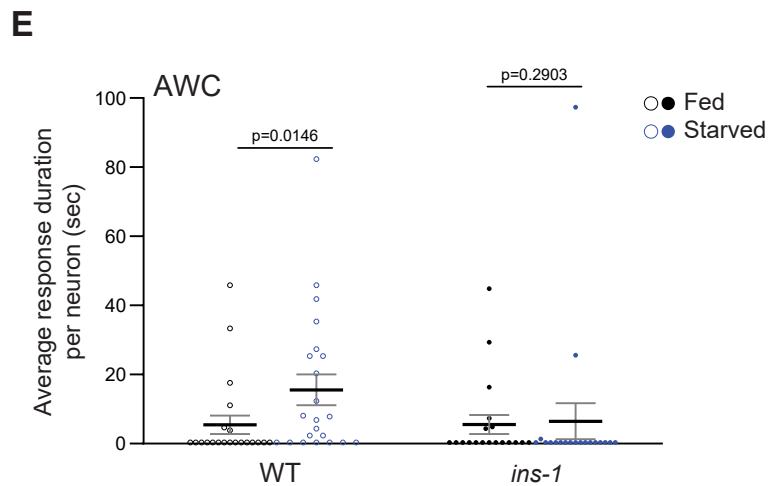 E
AWC
p=0.0146
p=0.2903
Fed
Starved
Average response duration
per neuron (sec)
100
80
60
40
20
0
WT
ins-1